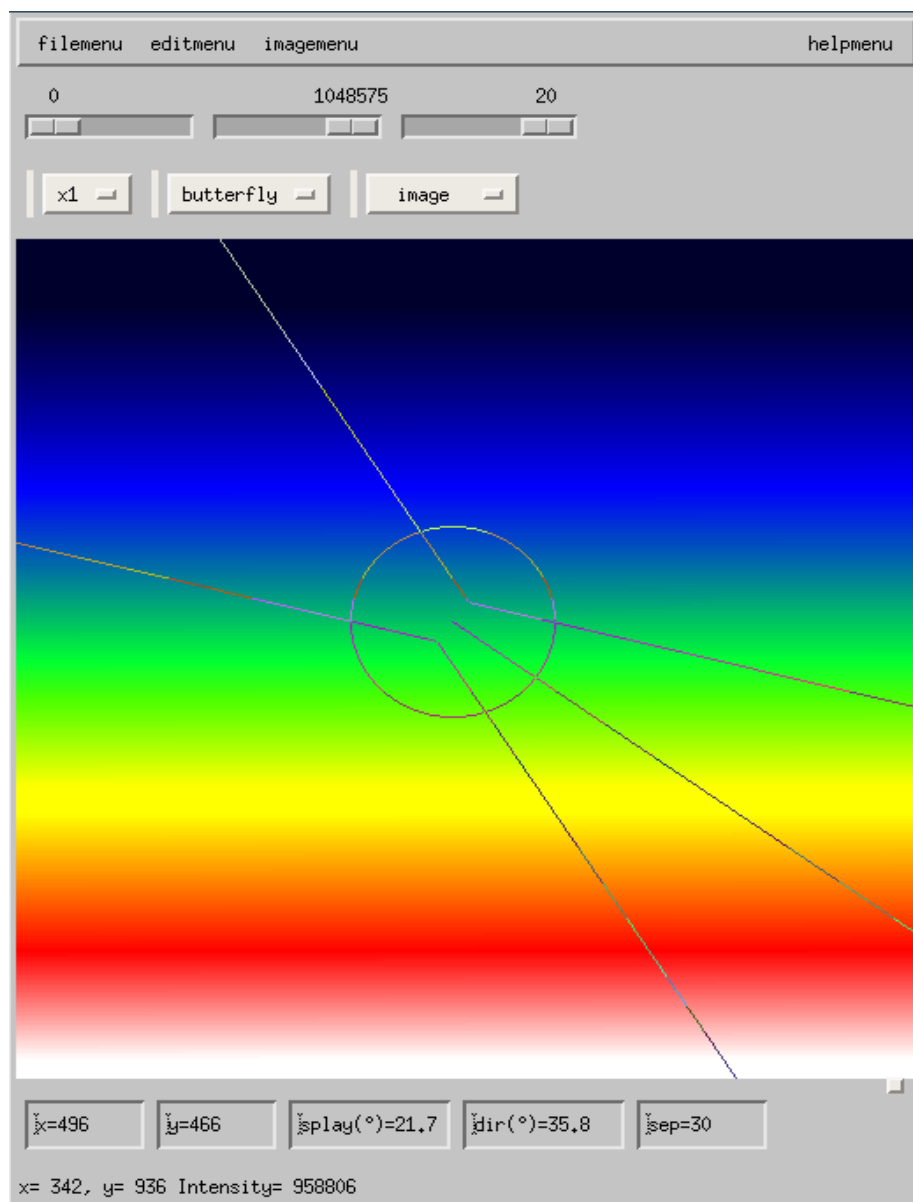 filemenu editmenu imagemenu helpmenu
0 1048575 20
x1 butterfly image
x=496 y=466 splay(°)=21.7 dir(°)=35.8 sep=30
x= 342, y= 936 Intensity= 958806